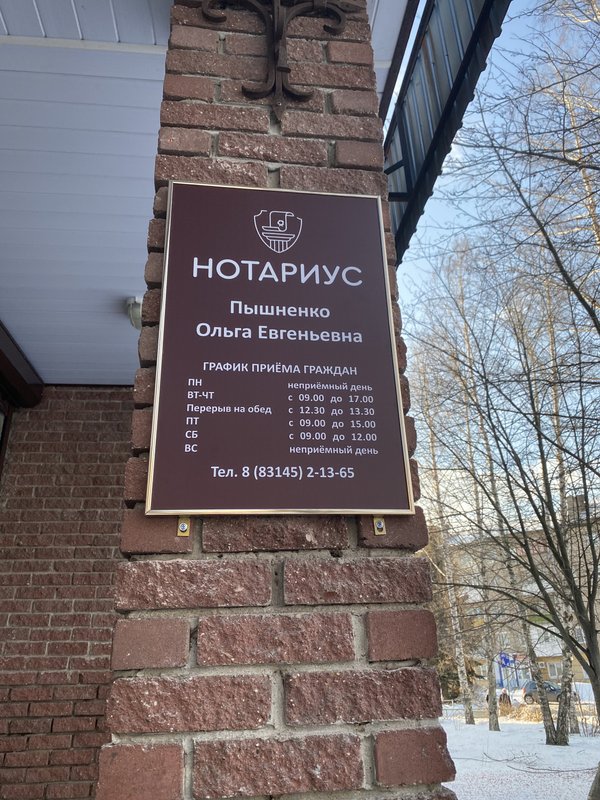 НОТАРИУС
Пышненко
Ольга Евгеньевна
ГРАФИК ПРИЁМА ГРАЖДАН
ПН неприёмный день
ВТ-ЧТ с 09.00 до 17.00
Перерыв на обед с 12.30 до 13.30
ПТ с 09.00 до 15.00
СБ с 09.00 до 12.00
ВС неприёмный день
Тел. 8 (83145) 2-13-65